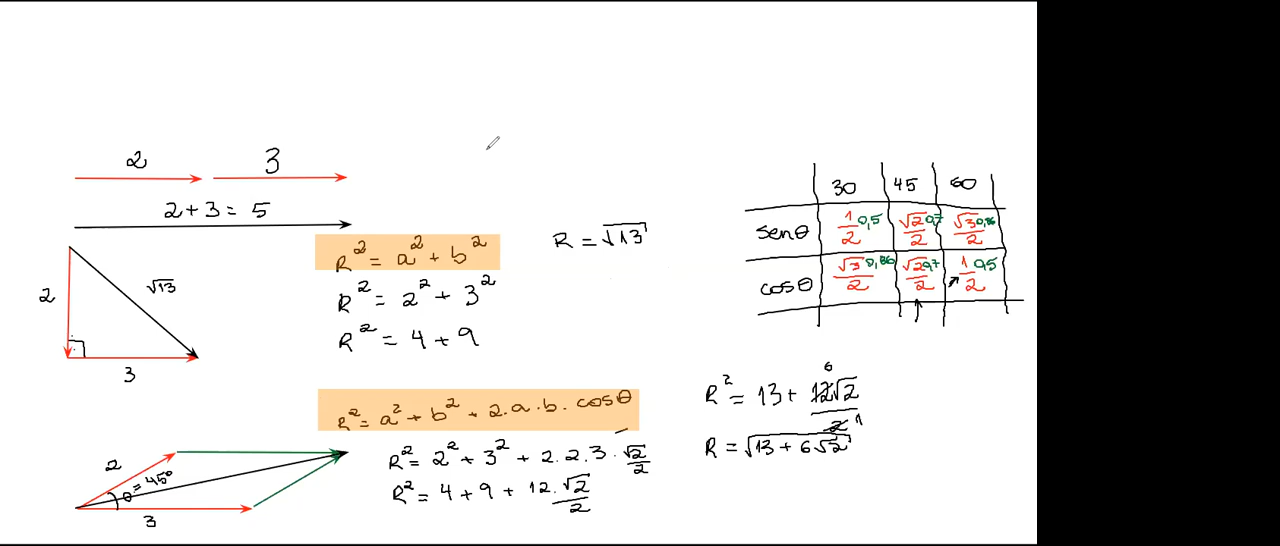 2 3
2+3= 5
2
√13
3
R² = a² + b²
R² = 2² + 3²
R² = 4 + 9
R = √13
30 45 60
senθ 1/2 0,5 √2/2 0,7 √3/2 0,86
cosθ √3/2 0,86 √2/2 0,7 1/2 0,5
R² = a² + b² + 2.a.b. cosθ
R² = 2² + 3² + 2.2.3.√2/2
R² = 4 + 9 + 12.√2/2
2
θ=45º
3
R² = 13 + 12√2/2 6 1
R = √13 + 6√2